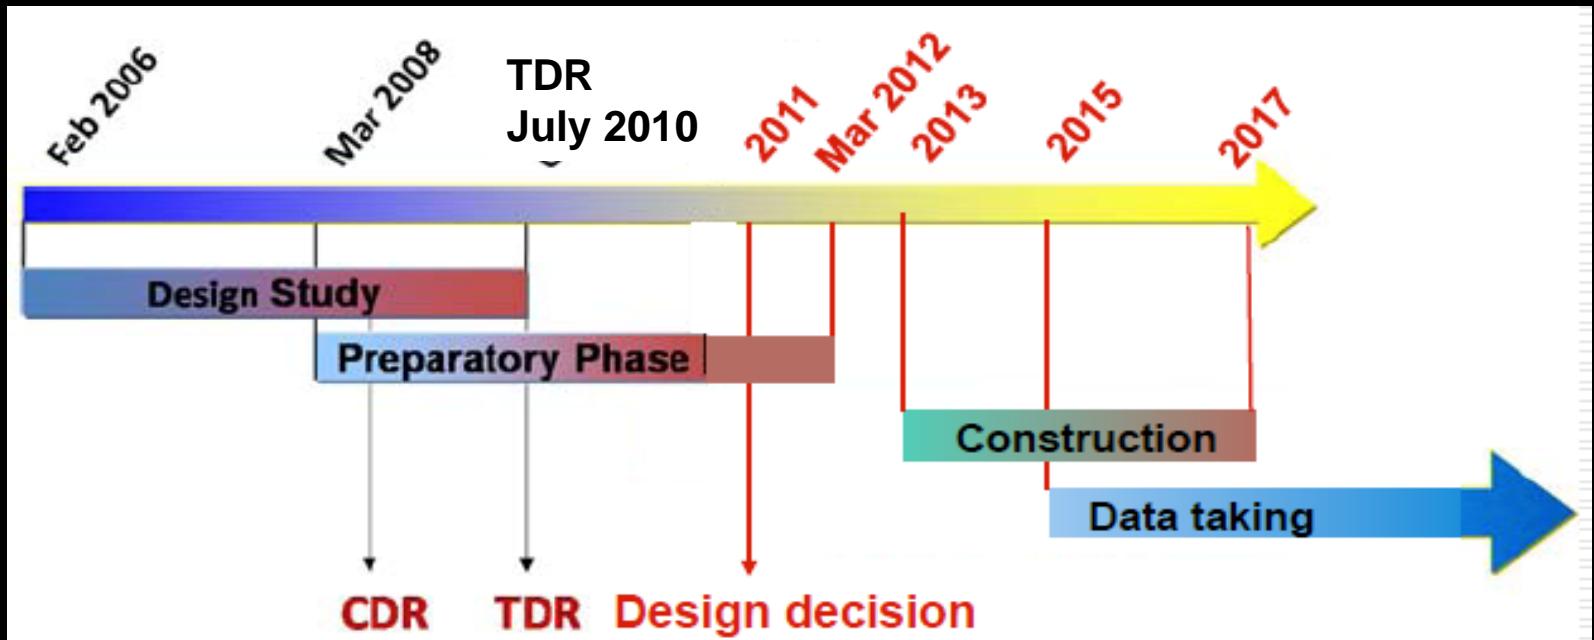 Feb 2006
Mar 2008
TDR
July 2010
2011
Mar 2012
2013
2015
2017
Design Study
Preparatory Phase
Construction
Data taking
CDR
TDR
Design decision